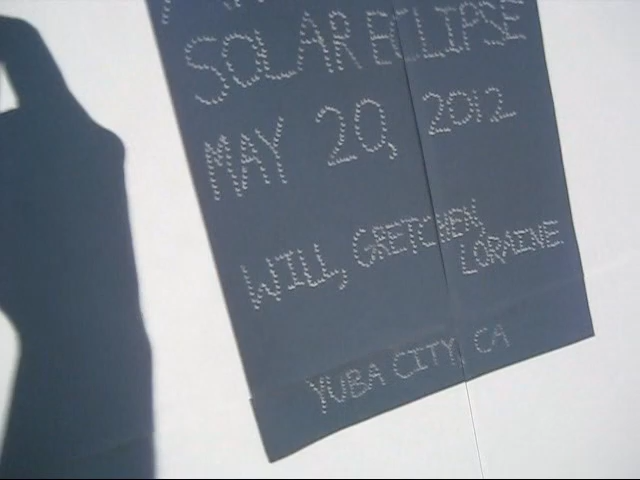 SOLAR ECLIPSE
MAY 20, 2012
WILL, GRETCHEN,
LORAINE
YUBA CITY, CA